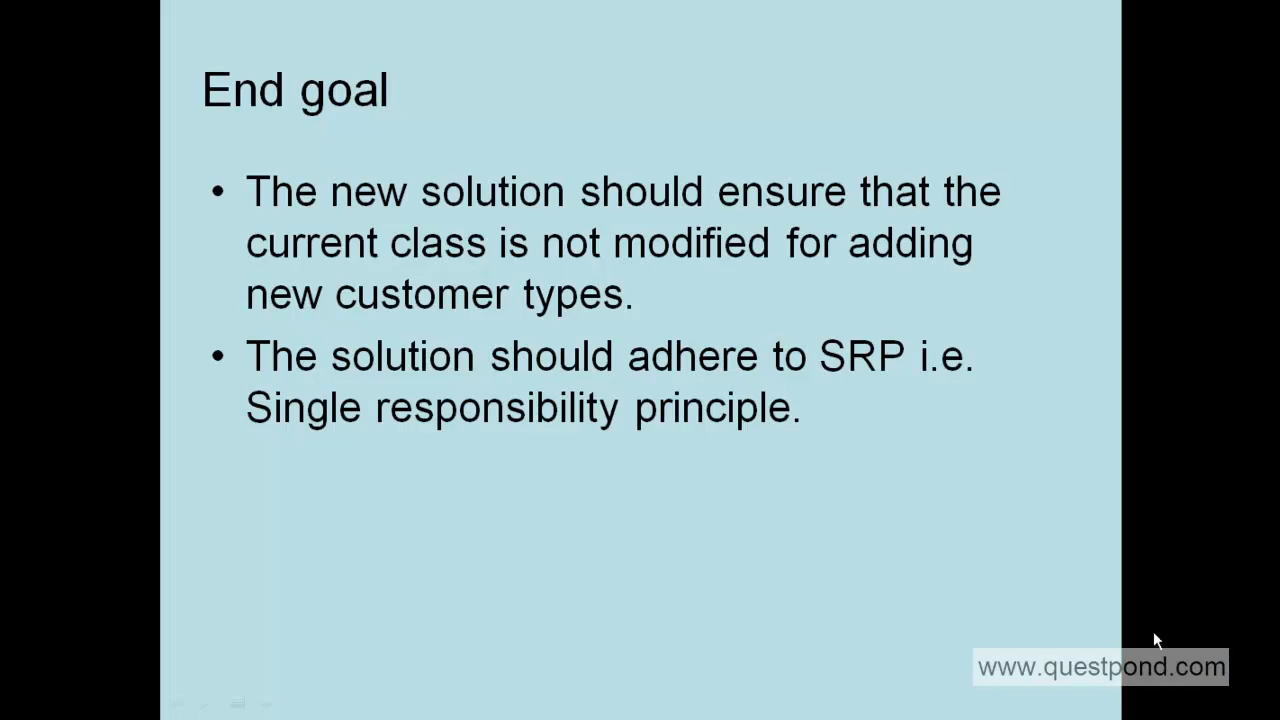 End goal
• The new solution should ensure that the
current class is not modified for adding
new customer types.
• The solution should adhere to SRP i.e.
Single responsibility principle.
www.questpond.com